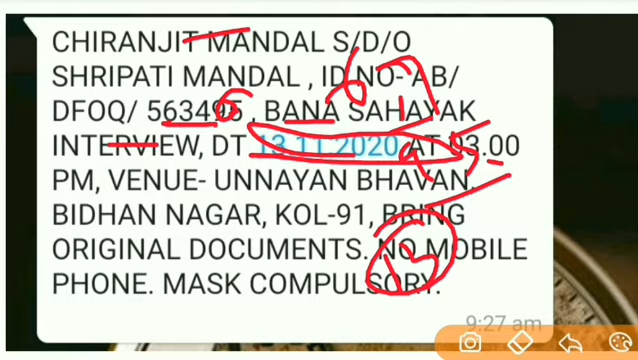 CHIRANJIT MANDAL S/D/O
SHRIPATI MANDAL , ID NO- AB/
DFOQ/ 563495 , BANA SAHAYAK
INTERVIEW, DT 13.11.2020 AT 03.00
PM, VENUE- UNNAYAN BHAVAN.
BIDHAN NAGAR, KOL-91, BRING
ORIGINAL DOCUMENTS. NO MOBILE
PHONE. MASK COMPULSORY.
9:27 am